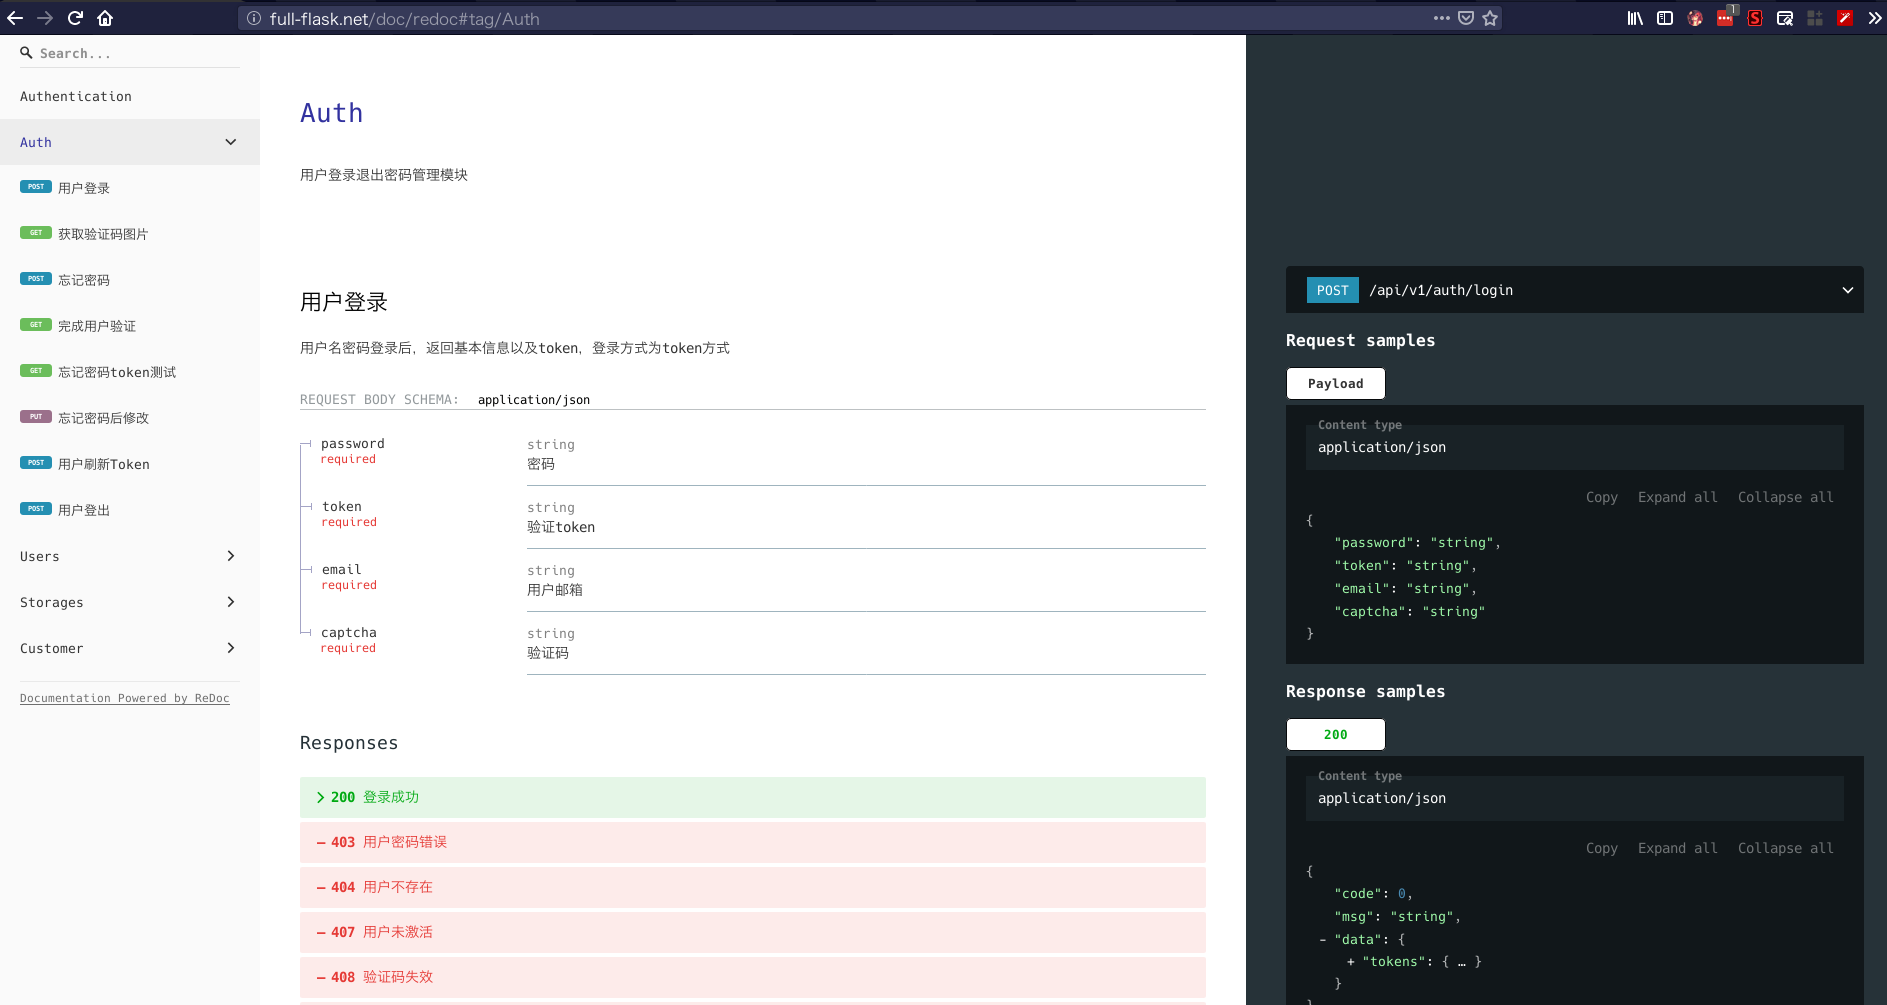 full-flask.net/doc/redoc#tag/Auth
1
S
Search...
Authentication
Auth
POST 用户登录
GET 获取验证码图片
POST 忘记密码
GET 完成用户验证
GET 忘记密码token测试
PUT 忘记密码后修改
POST 用户刷新Token
POST 用户登出
Users
Storages
Customer
Documentation Powered by ReDoc
Auth
用户登录退出密码管理模块
用户登录
用户名密码登录后，返回基本信息以及token，登录方式为token方式
REQUEST BODY SCHEMA: application/json
password string
required 密码
token string
required 验证token
email string
required 用户邮箱
captcha string
required 验证码
Responses
200 登录成功
— 403 用户密码错误
— 404 用户不存在
— 407 用户未激活
— 408 验证码失效
POST /api/v1/auth/login
Request samples
Payload
Content type
application/json
Copy Expand all Collapse all
{
"password": "string",
"token": "string",
"email": "string",
"captcha": "string"
}
Response samples
200
Content type
application/json
Copy Expand all Collapse all
{
"code": 0,
"msg": "string",
- "data": {
+ "tokens": { … }
}